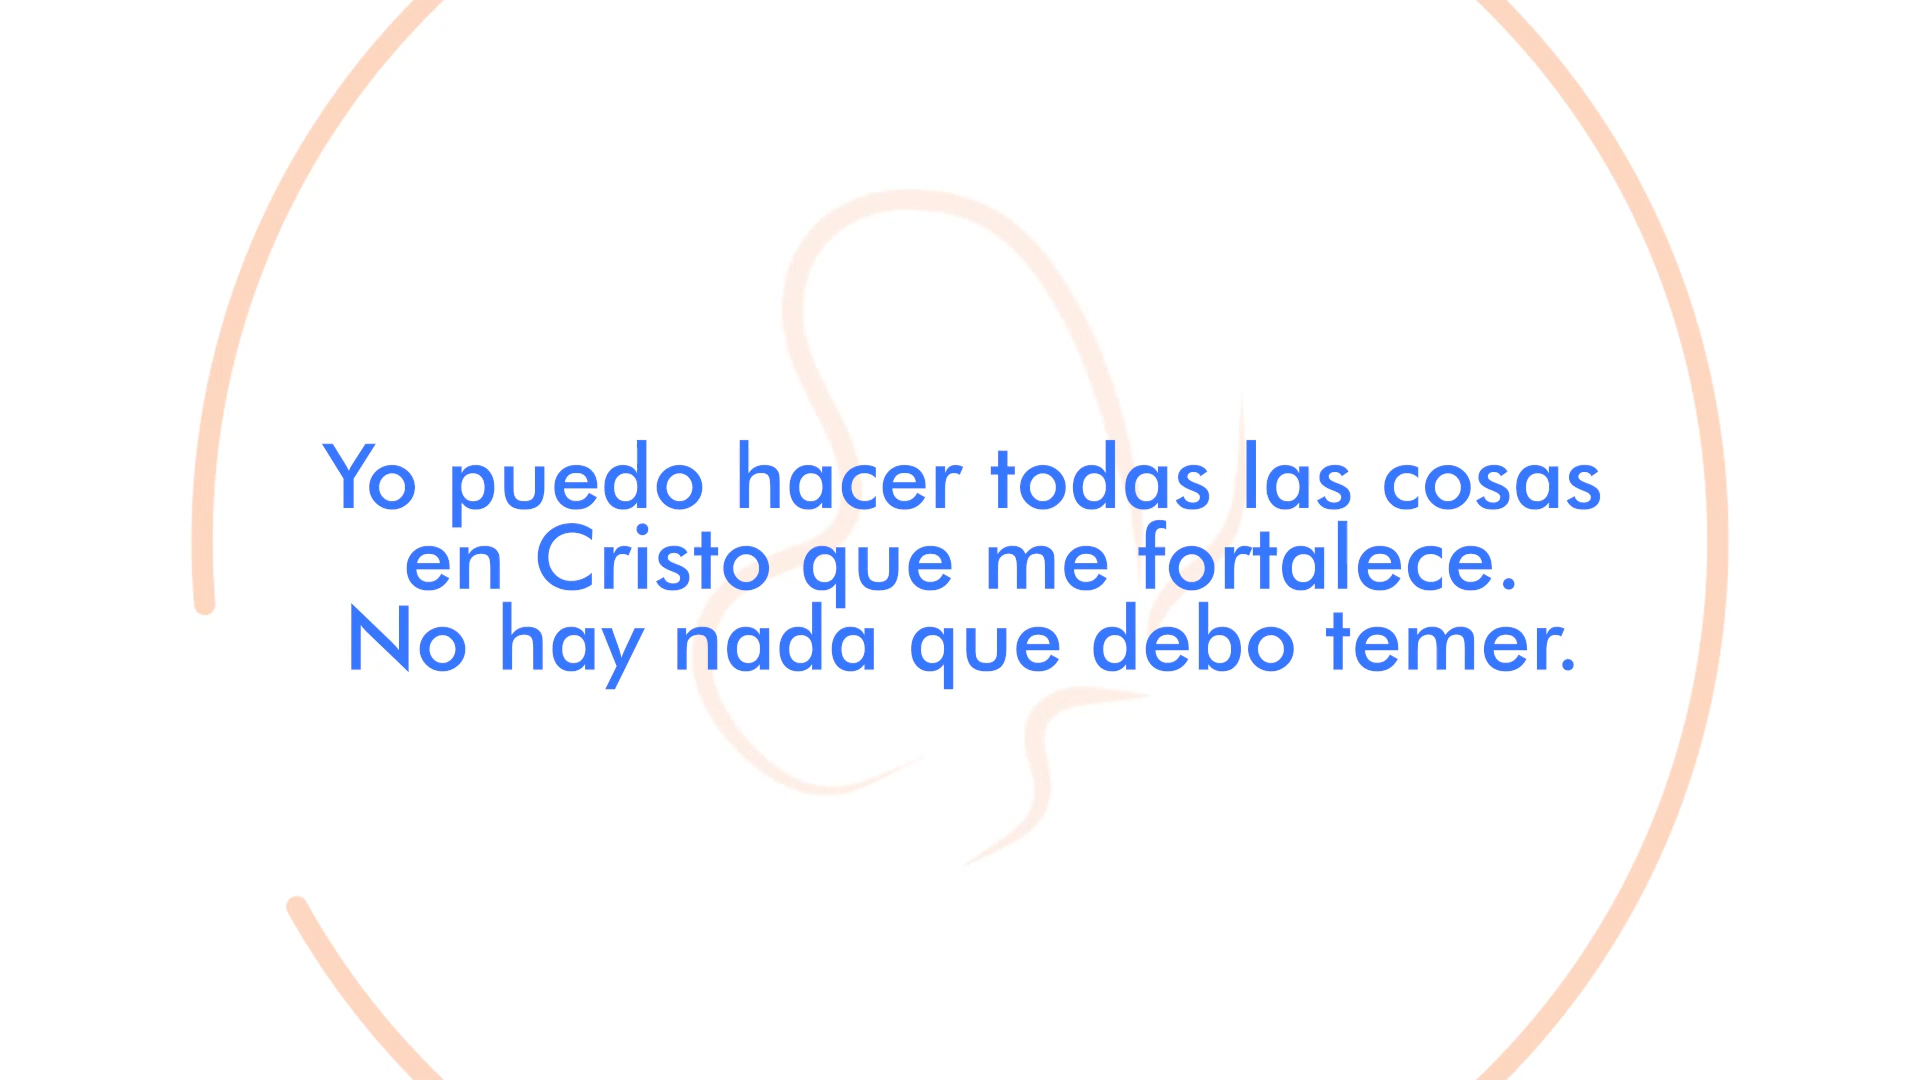 Yo puedo hacer todas las cosas
en Cristo que me fortalece.
No hay nada que debo temer.